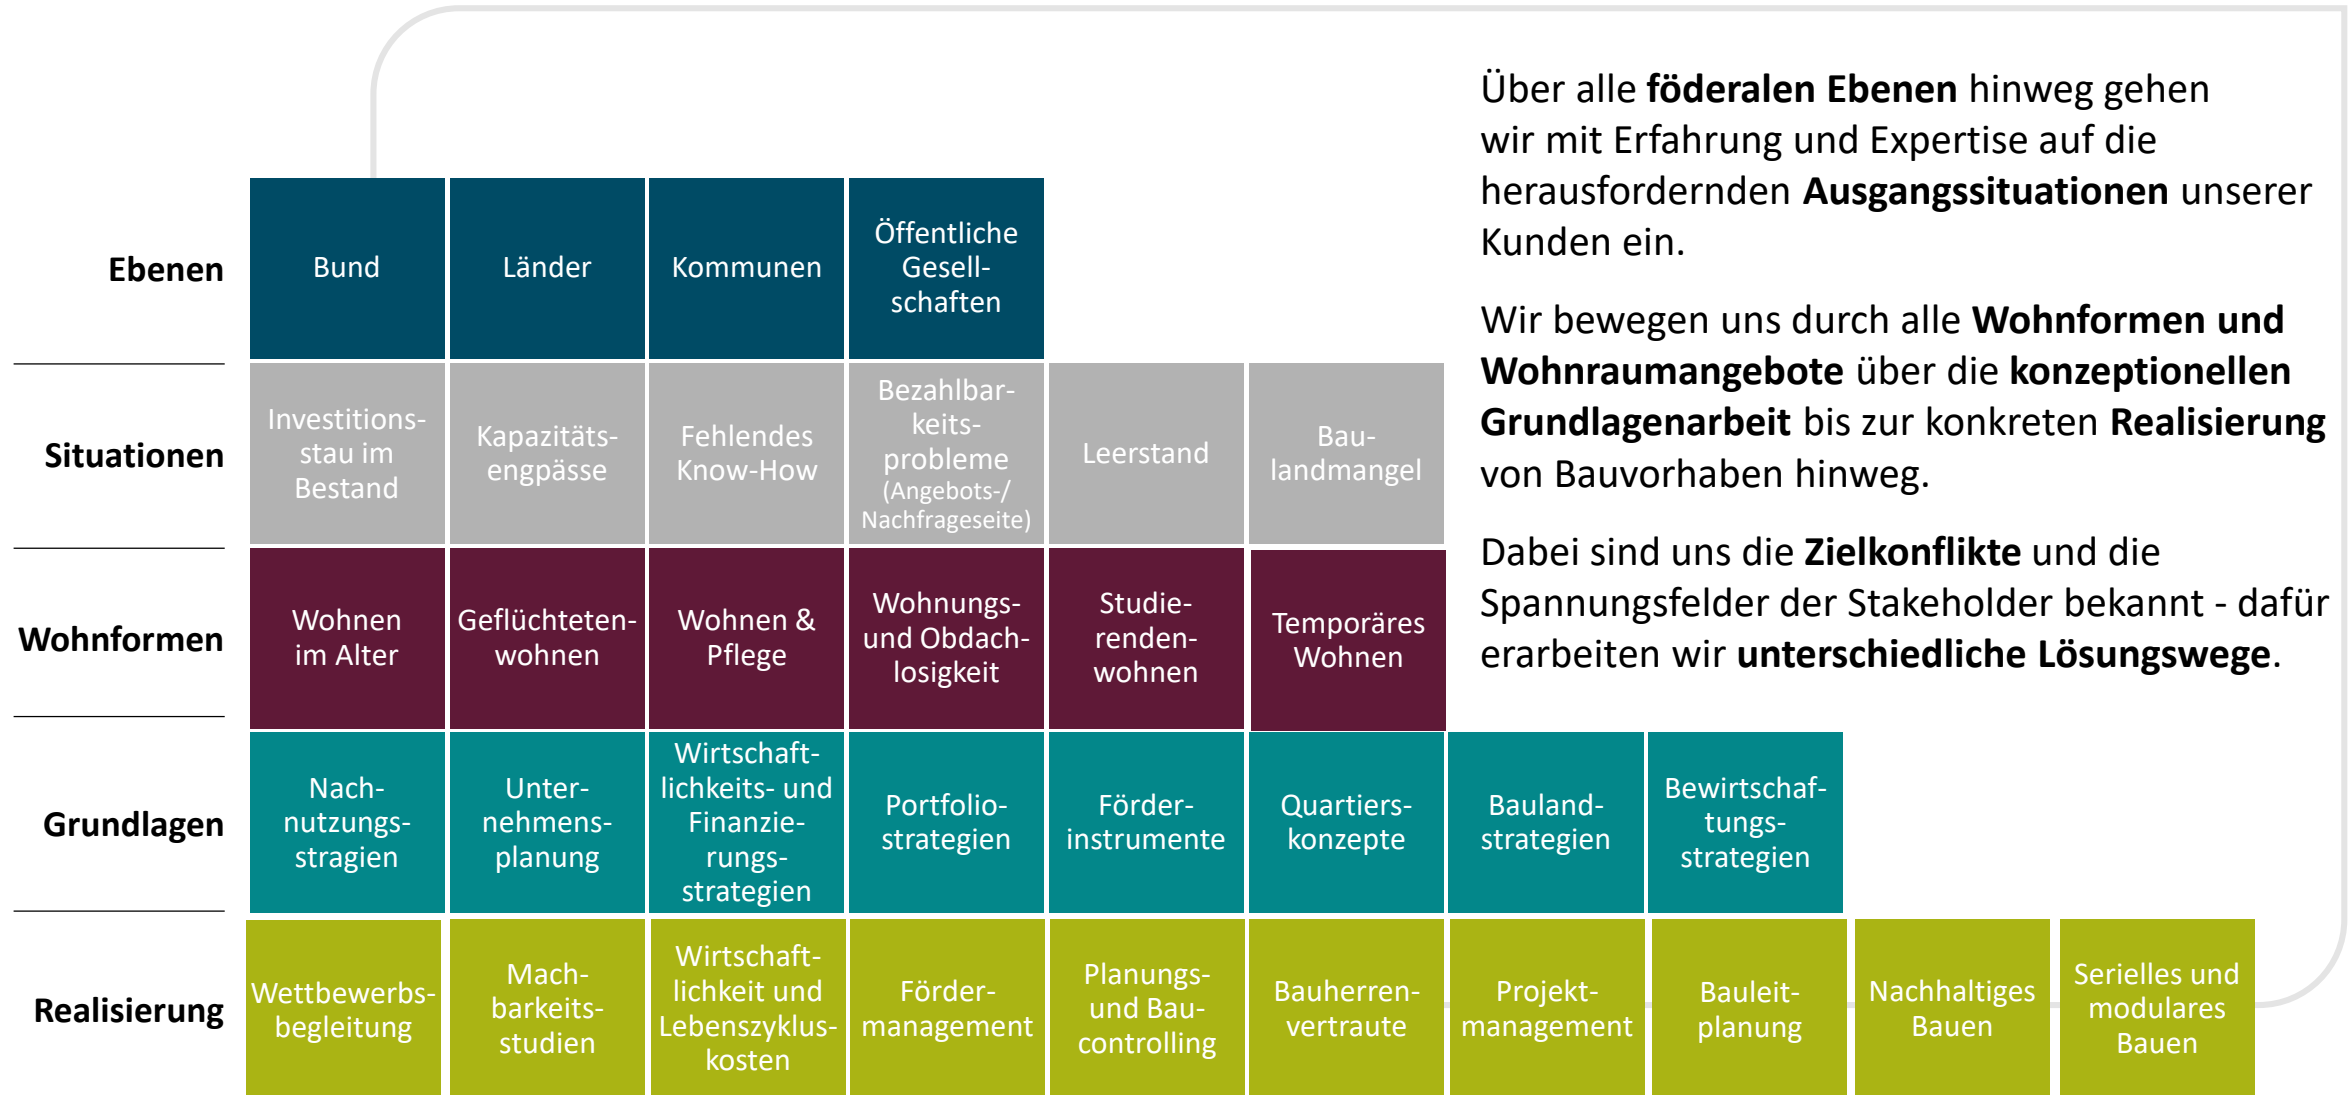 Über alle föderalen Ebenen hinweg gehen
wir mit Erfahrung und Expertise auf die
herausfordernden Ausgangssituationen unserer
Kunden ein.
Wir bewegen uns durch alle Wohnformen und
Wohnraumangebote über die konzeptionellen
Grundlagenarbeit bis zur konkreten Realisierung
von Bauvorhaben hinweg.
Dabei sind uns die Zielkonflikte und die
Spannungsfelder der Stakeholder bekannt - dafür
erarbeiten wir unterschiedliche Lösungswege.
Ebenen
Bund
Länder
Kommunen
Öffentliche
Gesell-
schaften
Situationen
Investitions-
stau im
Bestand
Kapazitäts-
engpässe
Fehlendes
Know-How
Bezahlbar-
keits-
probleme
(Angebots-/
Nachfrageseite)
Leerstand
Bau-
landmangel
Wohnformen
Wohnen
im Alter
Geflüchteten-
wohnen
Wohnen &
Pflege
Wohnungs-
und Obdach-
losigkeit
Studie-
renden-
wohnen
Temporäres
Wohnen
Grundlagen
Nach-
nutzungs-
stragien
Unter-
nehmens-
planung
Wirtschaft-
lichkeits- und
Finanzie-
rungs-
strategien
Portfolio-
strategien
Förder-
instrumente
Quartiers-
konzepte
Bauland-
strategien
Bewirtschaf-
tungs-
strategien
Realisierung
Wettbewerbs-
begleitung
Mach-
barkeits-
studien
Wirtschaft-
lichkeit und
Lebenszyklus-
kosten
Förder-
management
Planungs-
und Bau-
controlling
Bauherren-
vertraute
Projekt-
management
Bauleit-
planung
Nachhaltiges
Bauen
Serielles und
modulares
Bauen